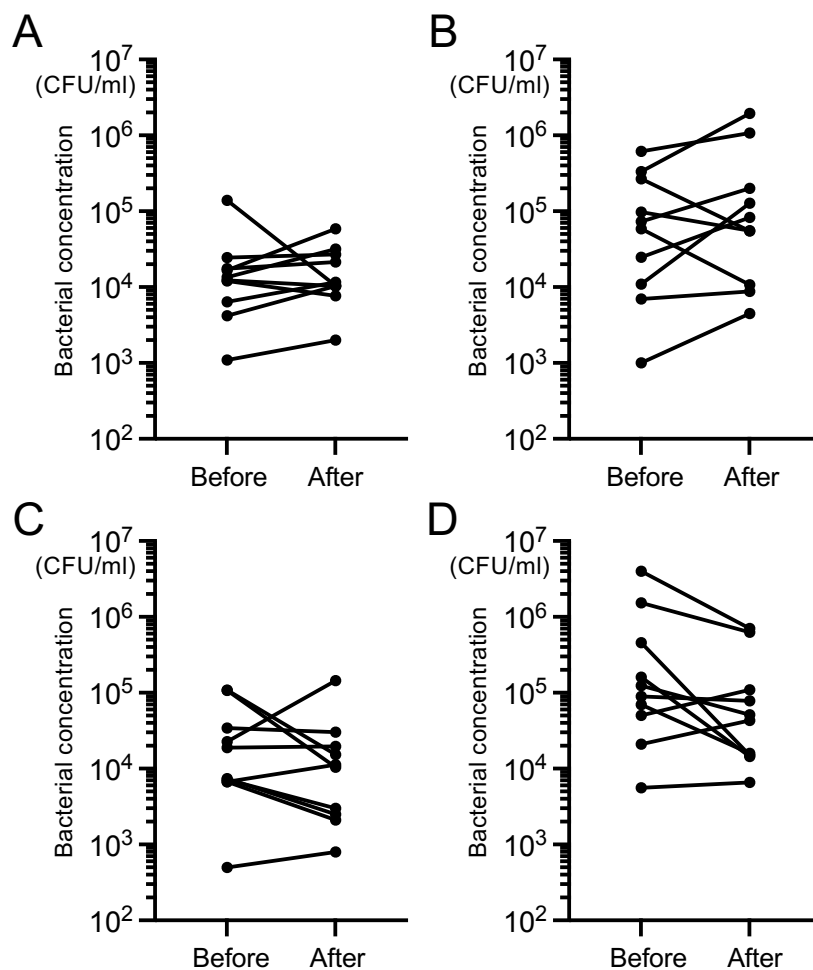 A
10⁷
(CFU/ml)
10⁶
10⁵
10⁴
10³
10²
Bacterial concentration
Before After
B
10⁷
(CFU/ml)
10⁶
10⁵
10⁴
10³
10²
Bacterial concentration
Before After
C
10⁷
(CFU/ml)
10⁶
10⁵
10⁴
10³
10²
Bacterial concentration
Before After
D
10⁷
(CFU/ml)
10⁶
10⁵
10⁴
10³
10²
Bacterial concentration
Before After